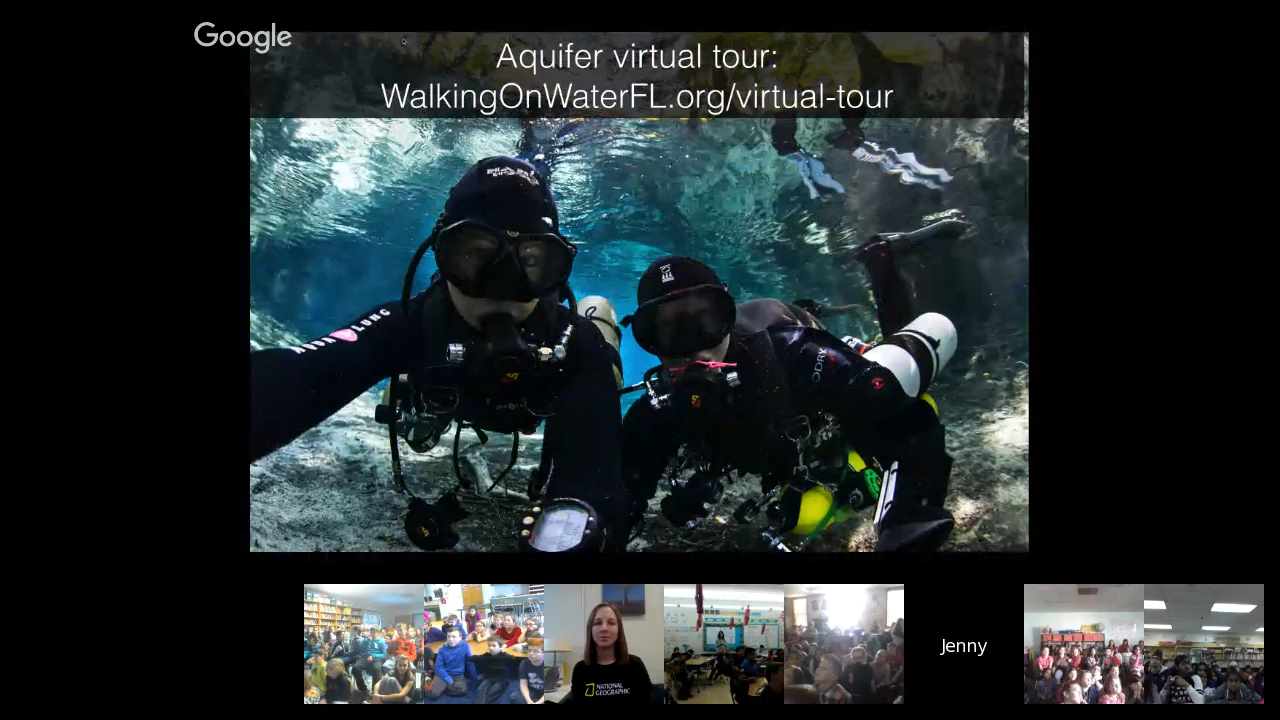 Google
Aquifer virtual tour:
WalkingOnWaterFL.org/virtual-tour
AQUA LUNG
Jenny
NATIONAL
GEOGRAPHIC